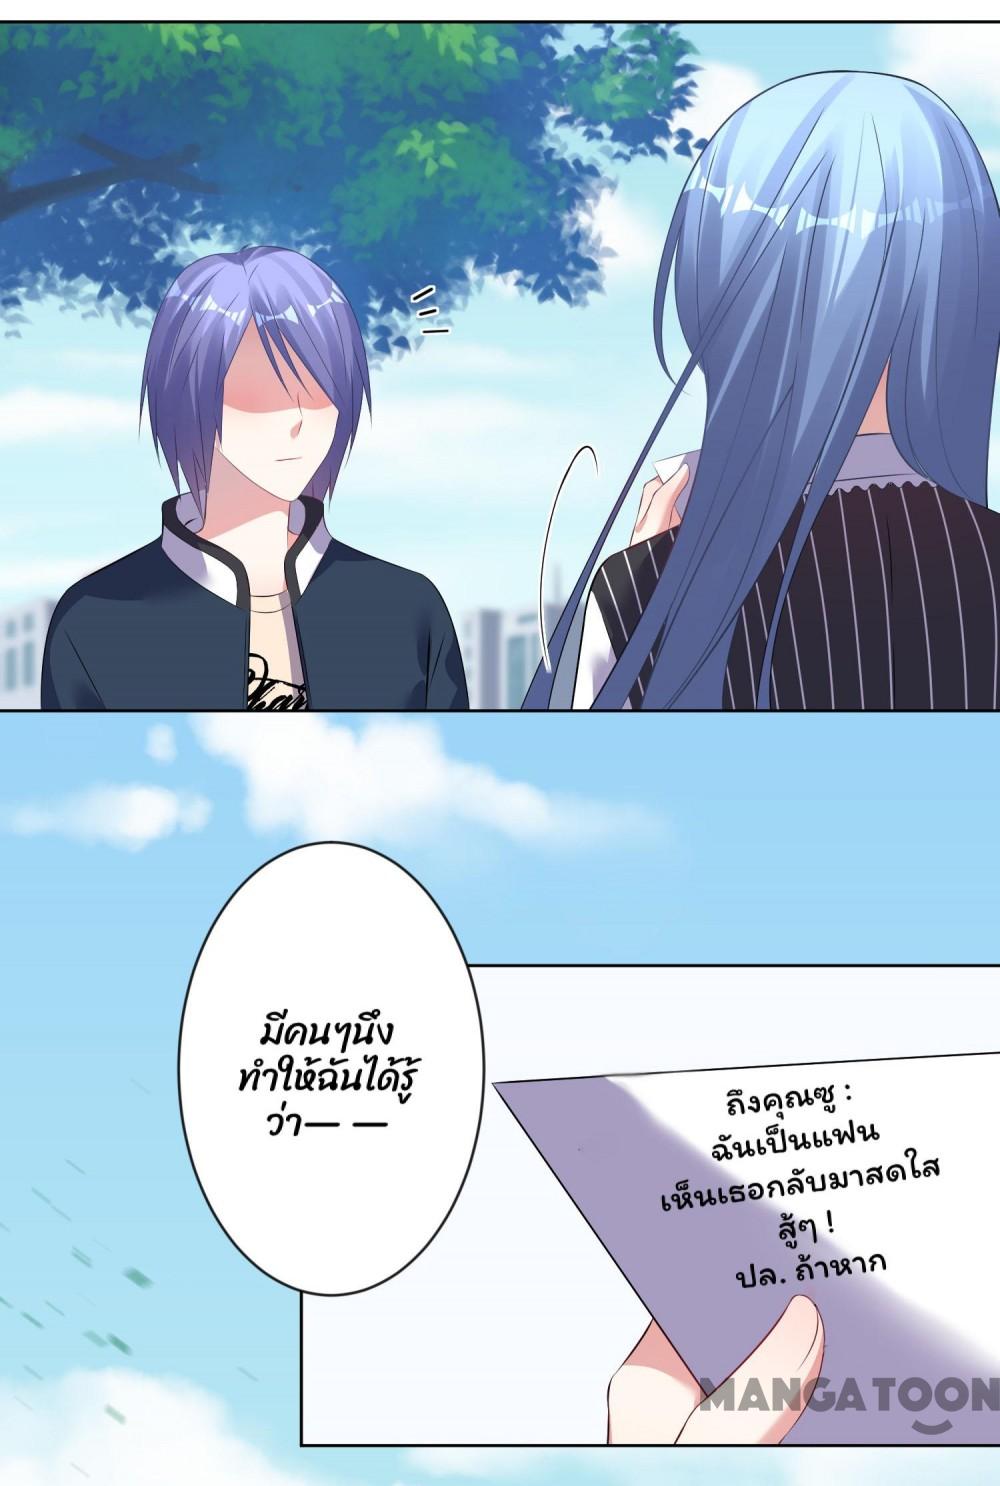 Shar
มีคนๆนึง
ทำให้ฉันได้รู้
ว่า— —
ถึงคุณซู :
ฉันเป็นแฟน
เห็นเธอกลับมาสดใส
สู้ๆ !
ปล. ถ้าหาก
MANGATOON